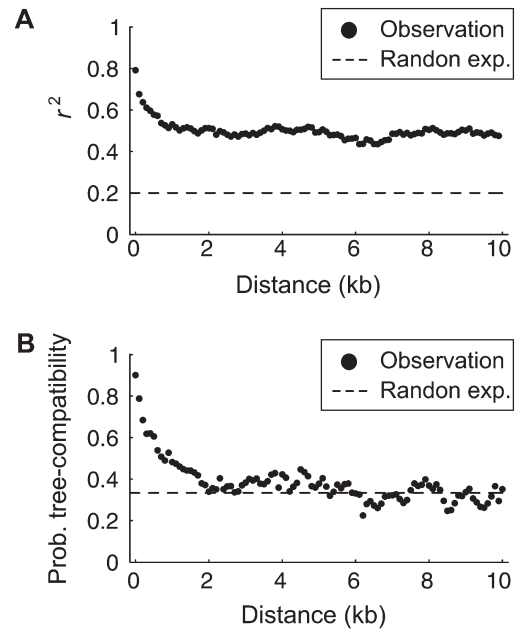 A
Observation
Randon exp.
r²
1
0.8
0.6
0.4
0.2
0
0 2 4 6 8 10
Distance (kb)
B
Observation
Randon exp.
Prob. tree-compatibility
1
0.8
0.6
0.4
0.2
0
0 2 4 6 8 10
Distance (kb)